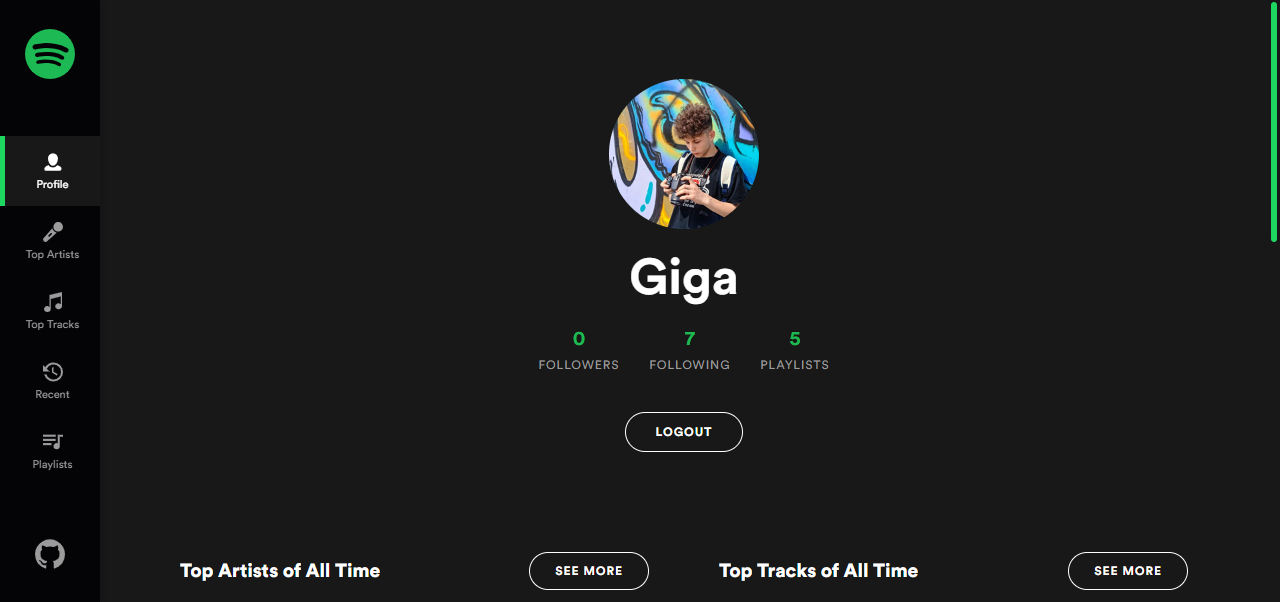 Profile
Top Artists
Top Tracks
Recent
Playlists
Giga
0 7 5
FOLLOWERS FOLLOWING PLAYLISTS
LOGOUT
Top Artists of All Time SEE MORE Top Tracks of All Time SEE MORE